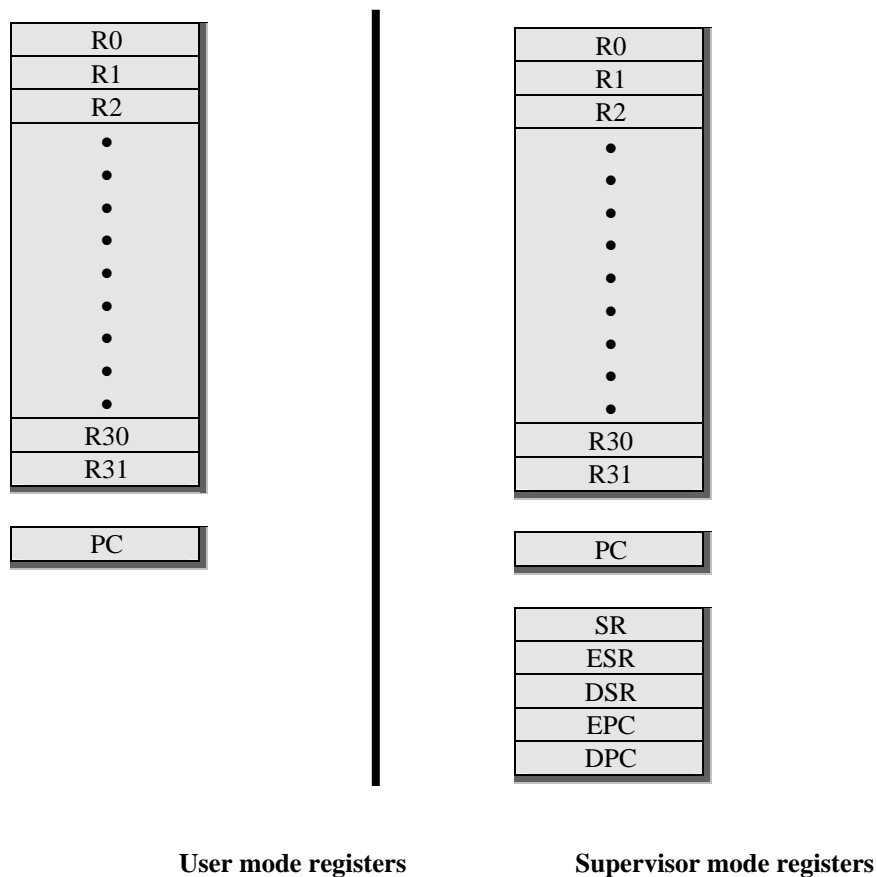 R0
R1
R2
•
•
•
•
•
•
•
•
•
R30
R31
PC
R0
R1
R2
•
•
•
•
•
•
•
•
•
R30
R31
PC
SR
ESR
DSR
EPC
DPC
User mode registers
Supervisor mode registers